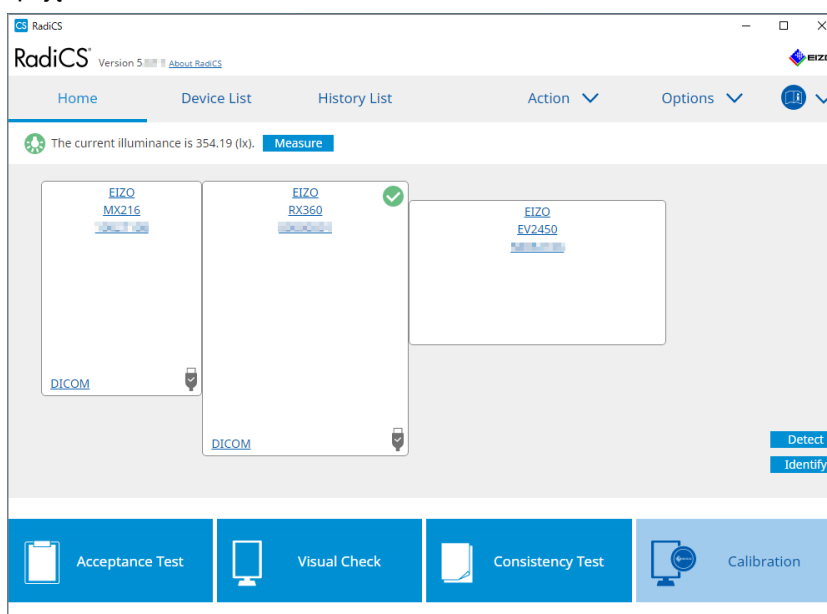 CS RadiCS
RadiCS® Version 5 About RadiCS
EIZO
Home Device List History List Action Options
The current illuminance is 354.19 (lx). Measure
EIZO
MX216
DICOM
EIZO
RX360
DICOM
EIZO
EV2450
Detect
Identify
Acceptance Test Visual Check Consistency Test Calibration